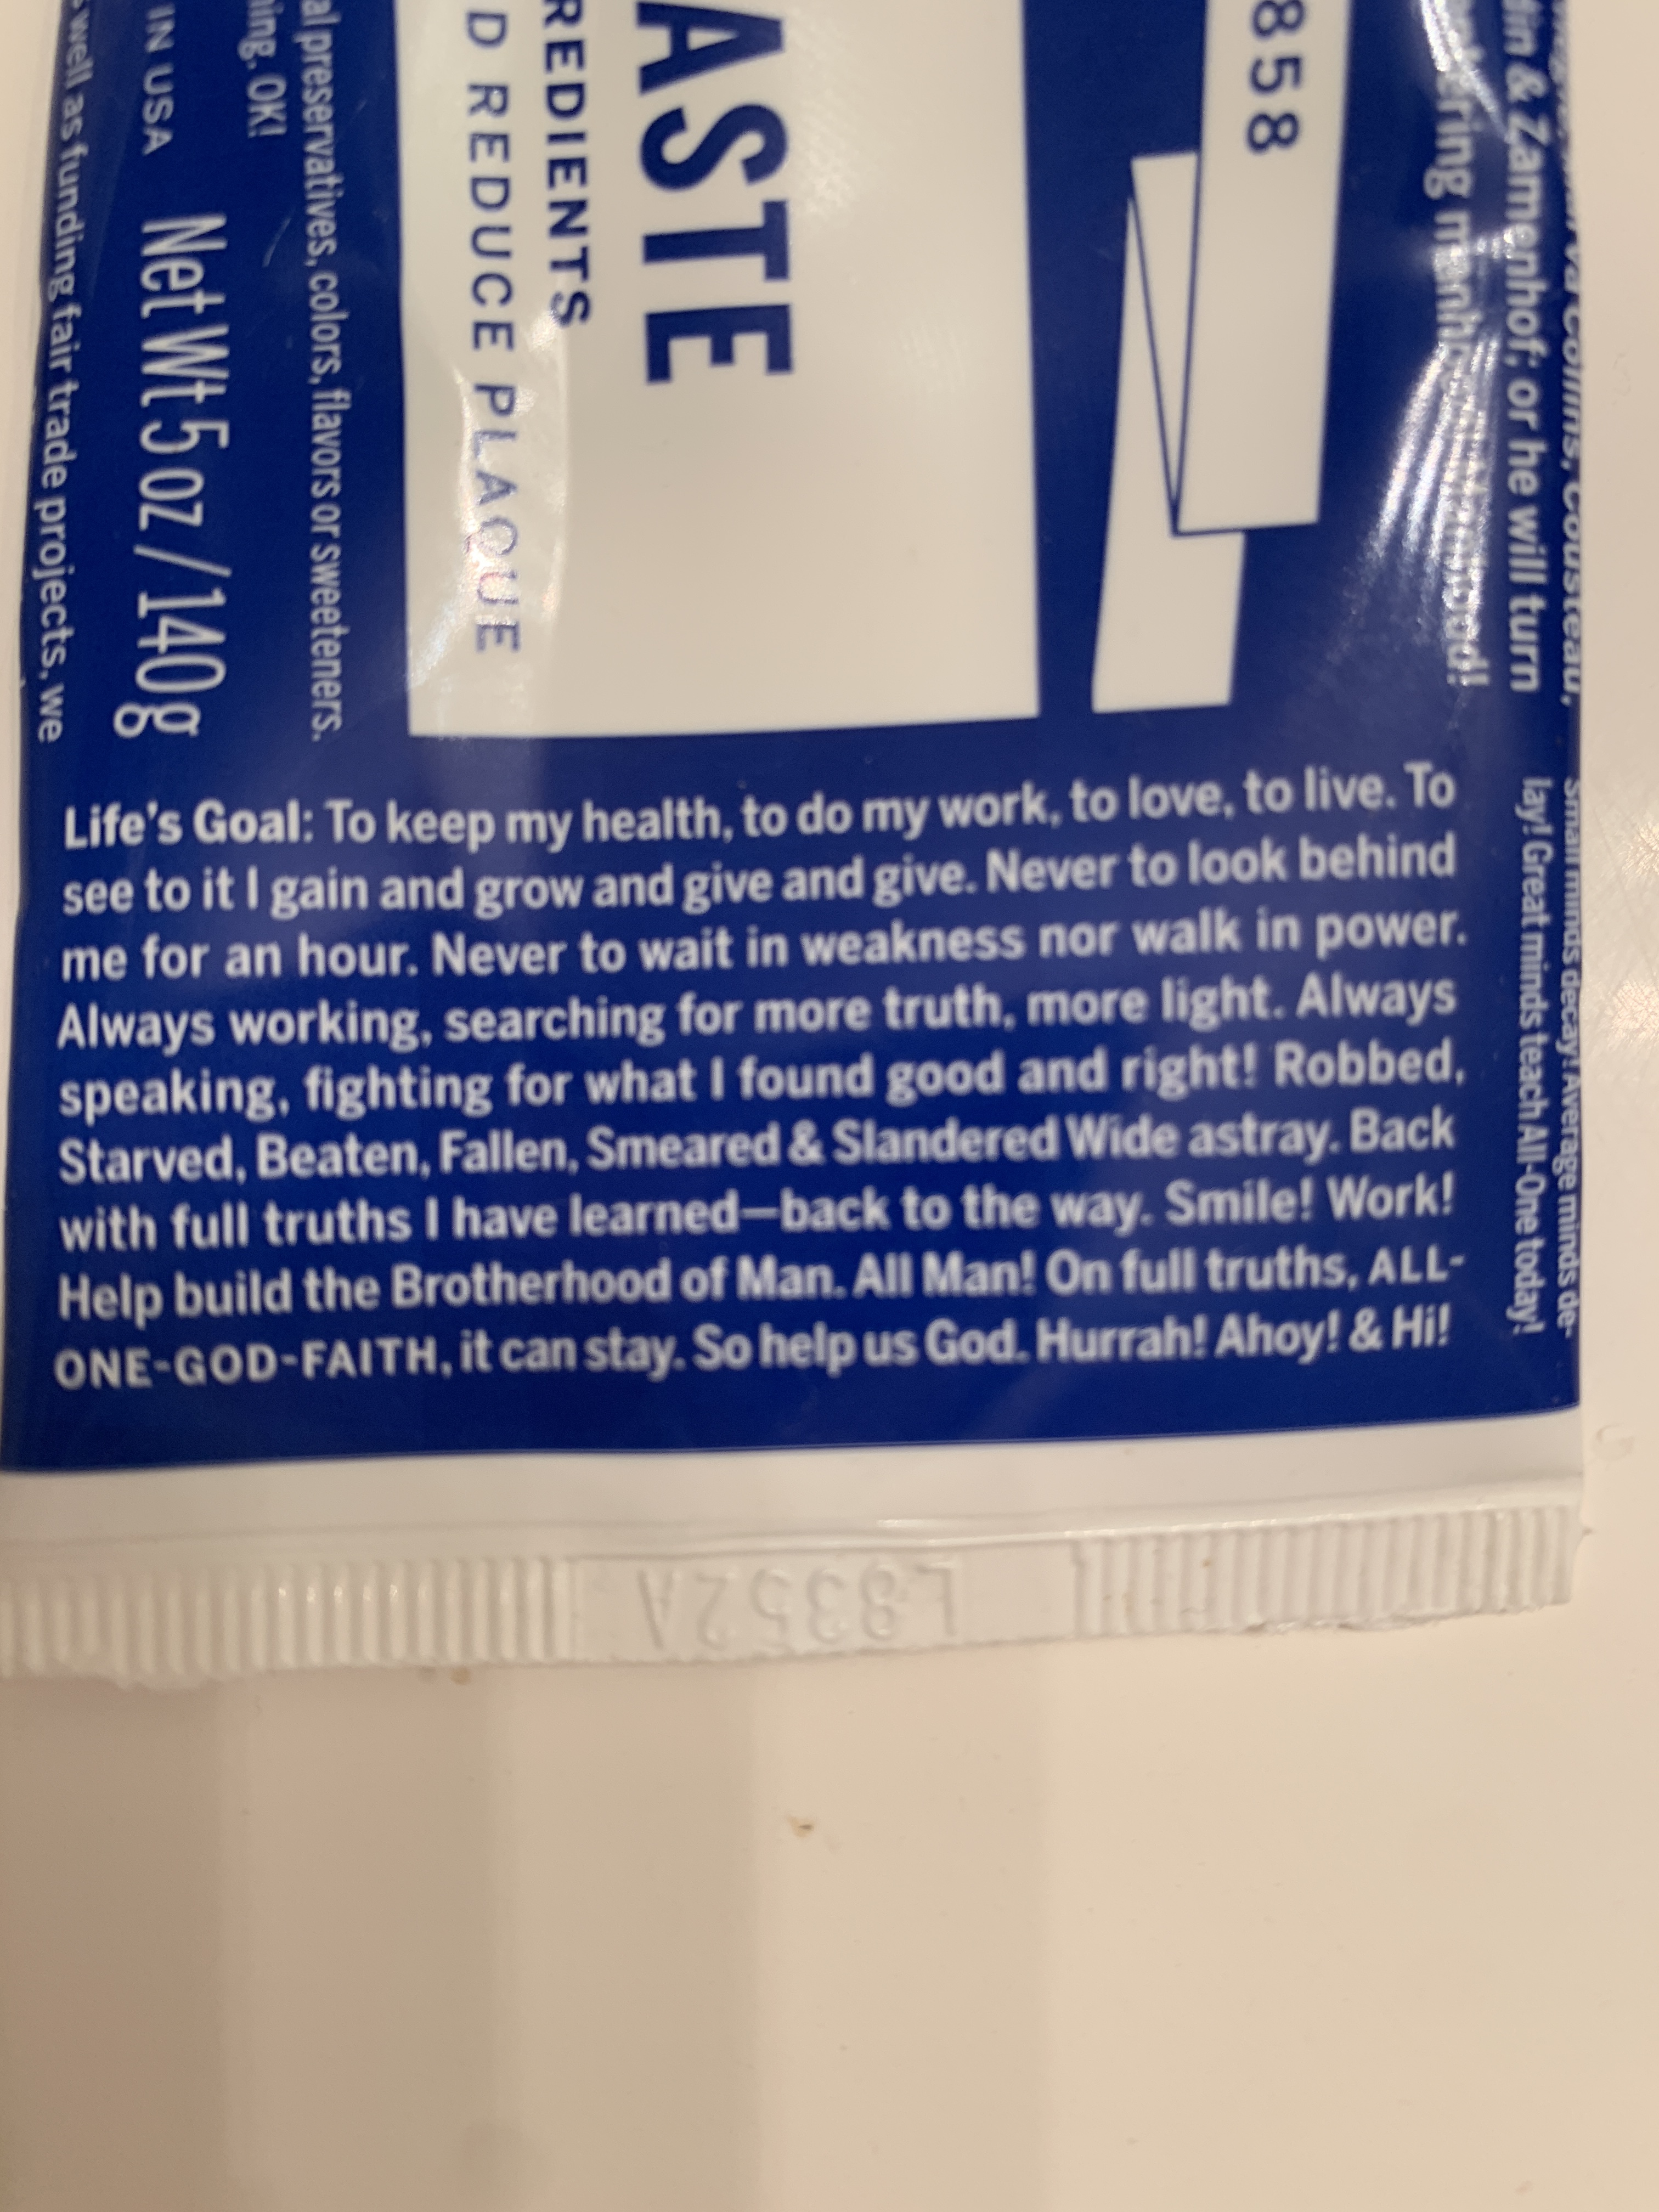 well as funding fair trade projects, we
IN USA
Net Wt 5 oz / 140g
ing, OK!
al preservatives, colors, flavors or sweeteners.
D REDUCE PLAQUE
REDIENTS
ASTE
858
& Zamenhof; or he will turn
Life's Goal: To keep my health, to do my work, to love, to live. To
see to it I gain and grow and give and give. Never to look behind
me for an hour. Never to wait in weakness nor walk in power.
Always working, searching for more truth, more light. Always
speaking, fighting for what I found good and right! Robbed,
Starved, Beaten, Fallen, Smeared & Slandered Wide astray. Back
with full truths I have learned—back to the way. Smile! Work!
Help build the Brotherhood of Man. All Man! On full truths, ALL-
ONE-GOD-FAITH, it can stay. So help us God. Hurrah! Ahoy! & Hi!
Small minds decay! Average minds de-
lay! Great minds teach All-One today!
L8352A